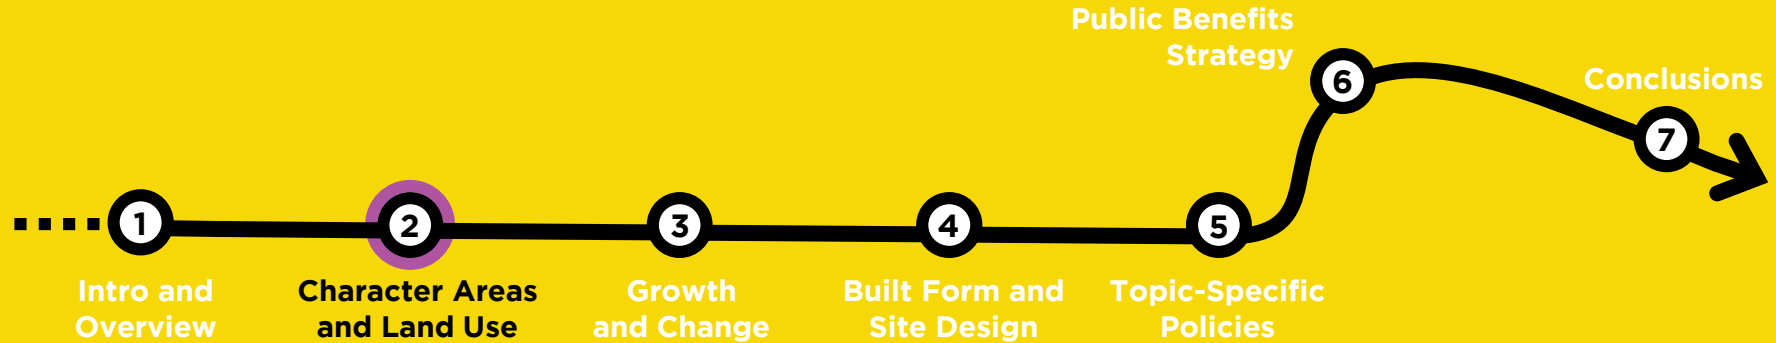 1
Intro and
Overview
2
Character Areas
and Land Use
3
Growth
and Change
4
Built Form and
Site Design
5
Topic-Specific
Policies
Public Benefits
Strategy
6
Conclusions
7